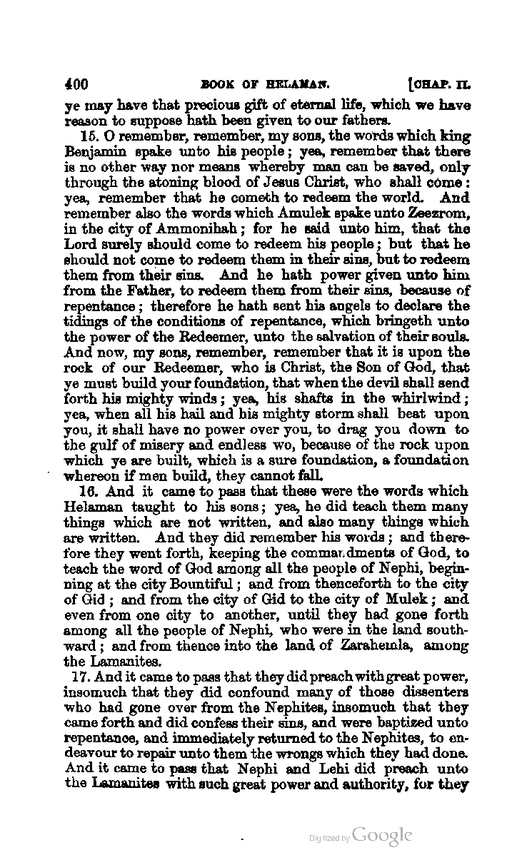 400 BOOK OF HELAMAN. [CHAP. II.
ye may have that precious gift of eternal life, which we have
reason to suppose hath been given to our fathers.
15. O remember, remember, my sons, the words which king
Benjamin spake unto his people; yea, remember that there
is no other way nor means whereby man can be saved, only
through the atoning blood of Jesus Christ, who shall come:
yea, remember that he cometh to redeem the world. And
remember also the words which Amulek spake unto Zeezrom,
in the city of Ammonihah; for he said unto him, that the
Lord surely should come to redeem his people; but that he
should not come to redeem them in their sins, but to redeem
them from their sins. And he hath power given unto him
from the Father, to redeem them from their sins, because of
repentance; therefore he hath sent his angels to declare the
tidings of the conditions of repentance, which bringeth unto
the power of the Redeemer, unto the salvation of their souls.
And now, my sons, remember, remember that it is upon the
rock of our Redeemer, who is Christ, the Son of God, that
ye must build your foundation, that when the devil shall send
forth his mighty winds; yea, his shafts in the whirlwind;
yea, when all his hail and his mighty storm shall beat upon
you, it shall have no power over you, to drag you down to
the gulf of misery and endless wo, because of the rock upon
which ye are built, which is a sure foundation, a foundation
whereon if men build, they cannot fall.
16. And it came to pass that these were the words which
Helaman taught to his sons; yea, he did teach them many
things which are not written, and also many things which
are written. And they did remember his words; and there-
fore they went forth, keeping the commandments of God, to
teach the word of God among all the people of Nephi, begin-
ning at the city Bountiful; and from thenceforth to the city
of Gid; and from the city of Gid to the city of Mulek; and
even from one city to another, until they had gone forth
among all the people of Nephi, who were in the land south-
ward; and from thence into the land of Zarahemla, among
the Lamanites.
17. And it came to pass that they did preach with great power,
insomuch that they did confound many of those dissenters
who had gone over from the Nephites, insomuch that they
came forth and did confess their sins, and were baptized unto
repentance, and immediately returned to the Nephites, to en-
deavour to repair unto them the wrongs which they had done.
And it came to pass that Nephi and Lehi did preach unto
the Lamanites with such great power and authority, for they
Digitized by Google